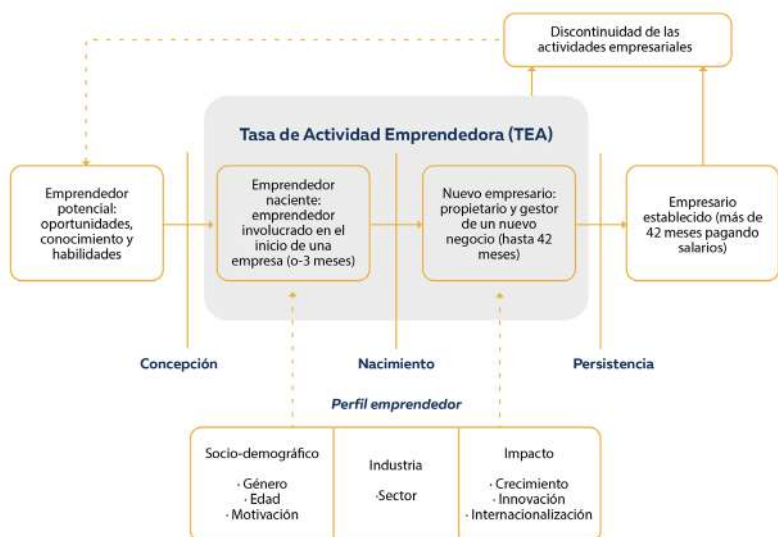 Discontinuidad de las
actividades empresariales
Tasa de Actividad Emprendedora (TEA)
Emprendedor
potencial:
oportunidades,
conocimiento y
habilidades
Emprendedor
naciente:
emprendedor
involucrado en el
inicio de una
empresa (o-3 meses)
Nuevo empresario:
propietario y gestor
de un nuevo
negocio (hasta 42
meses)
Empresario
establecido (más de
42 meses pagando
salarios)
Concepción
Nacimiento
Persistencia
Perfil emprendedor
Socio-demográfico
· Género
· Edad
· Motivación
Industria
·Sector
Impacto
· Crecimiento
· Innovación
· Internacionalización